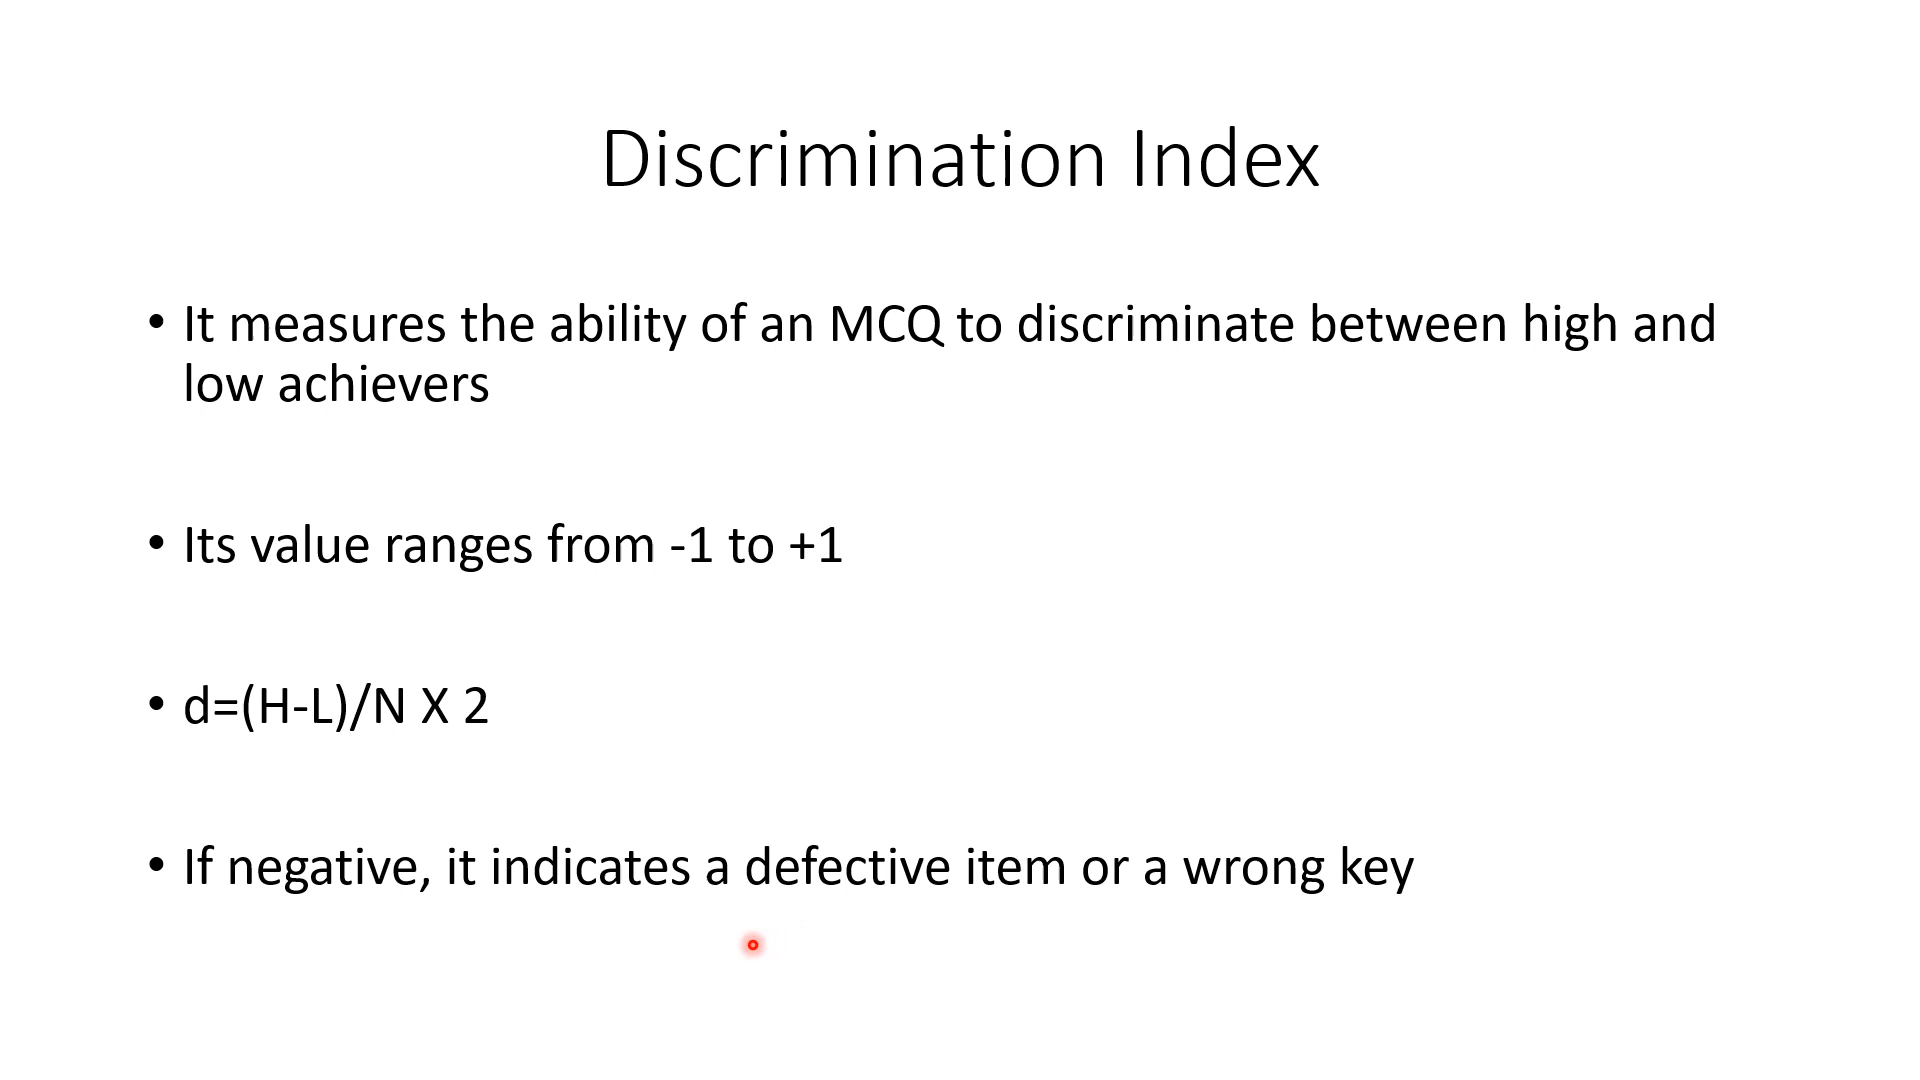 Discrimination Index
• It measures the ability of an MCQ to discriminate between high and
low achievers
• Its value ranges from -1 to +1
• d=(H-L)/N X 2
• If negative, it indicates a defective item or a wrong key